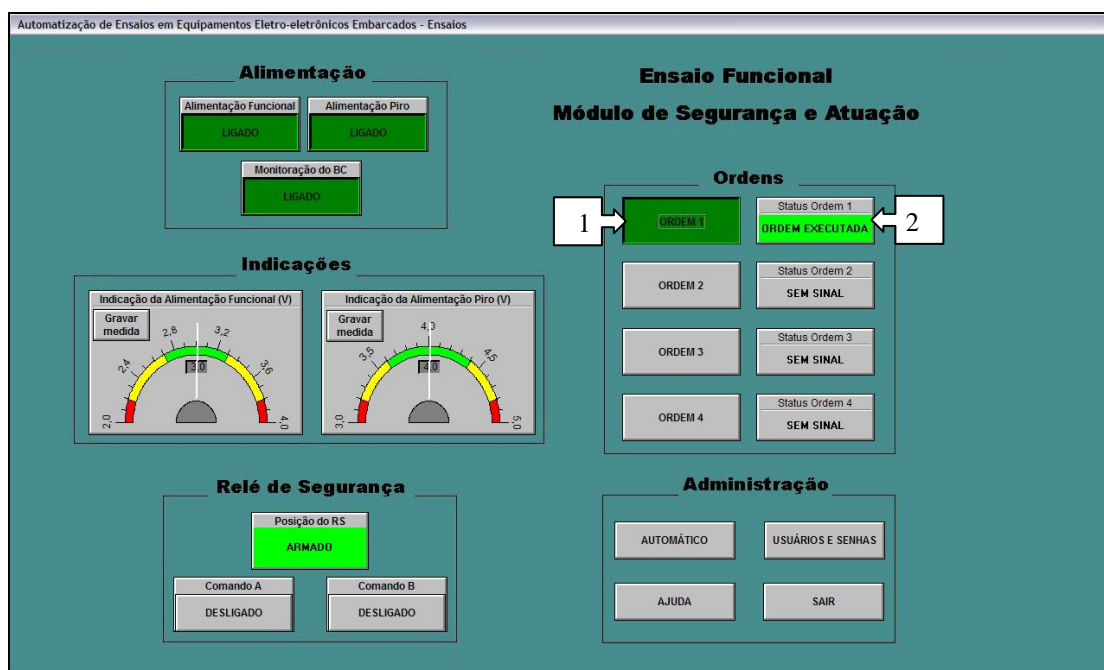 Automatização de Ensaios em Equipamentos Eletro-eletrônicos Embarcados - Ensaios
Alimentação
Alimentação Funcional
LIGADO
Alimentação Piro
LIGADO
Monitoração do BC
LIGADO
Ensaio Funcional
Módulo de Segurança e Atuação
Ordens
1
ORDEM 1
Status Ordem 1
ORDEM EXECUTADA
2
ORDEM 2
Status Ordem 2
SEM SINAL
ORDEM 3
Status Ordem 3
SEM SINAL
ORDEM 4
Status Ordem 4
SEM SINAL
Indicações
Indicação da Alimentação Funcional (V)
Gravar
medida
2,0
2,4
2,8
3,2
3,6
4,0
3,0
Indicação da Alimentação Piro (V)
Gravar
medida
3,0
3,5
4,0
4,5
5,0
4,0
Relé de Segurança
Posição do RS
ARMADO
Comando A
DESLIGADO
Comando B
DESLIGADO
Administração
AUTOMÁTICO
USUÁRIOS E SENHAS
AJUDA
SAIR